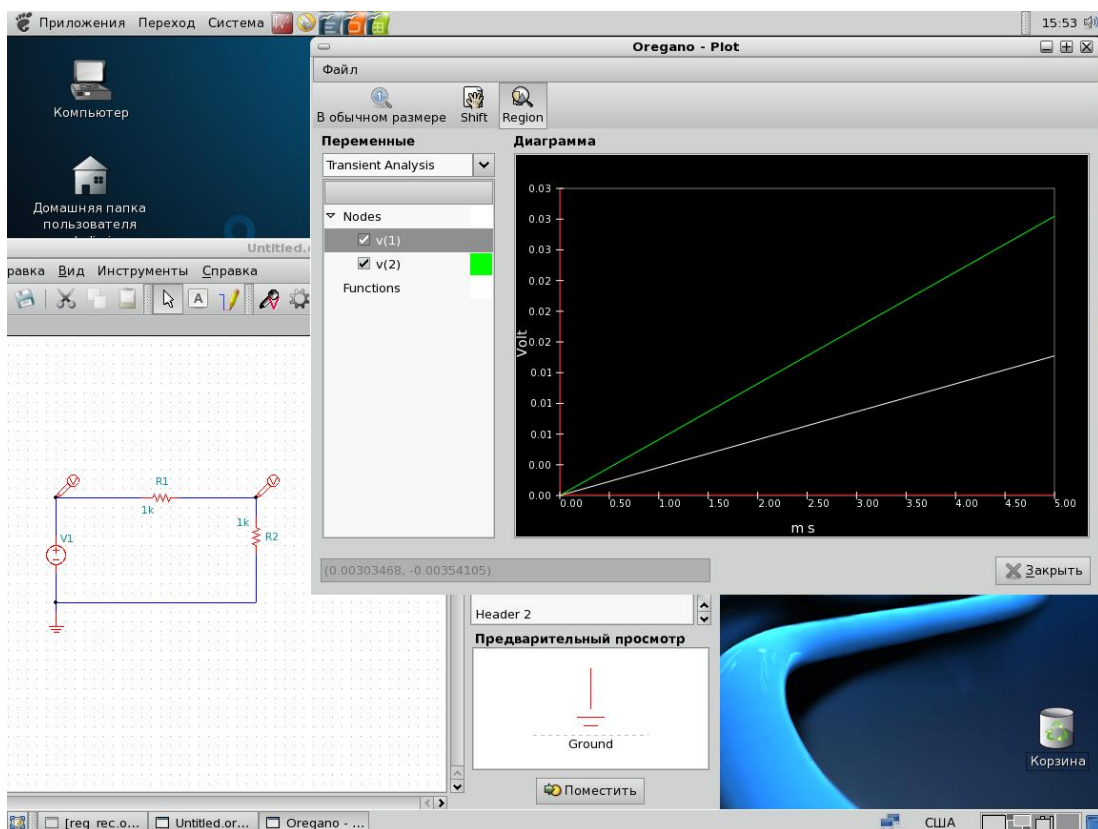 Приложения Переход Система
15:53
Компьютер
Домашняя папка
пользователя
Oregano - Plot
Файл
В обычном размере Shift Region
Переменные
Transient Analysis
Nodes
v(1)
v(2)
Functions
Диаграмма
0.03
0.03
0.03
0.02
0.02
0.02
0.01
0.01
0.01
0.00
0.00
Volt
0.00 0.50 1.00 1.50 2.00 2.50 3.00 3.50 4.00 4.50 5.00
m s
(0.00303468, -0.00354105)
Закрыть
Untitled.
равка Вид Инструменты Справка
A
V
R1
1k
V
1k
R2
V1
Header 2
Предварительный просмотр
Ground
Поместить
Корзина
[reg_rec.o... Untitled.or... Oregano - ...
США